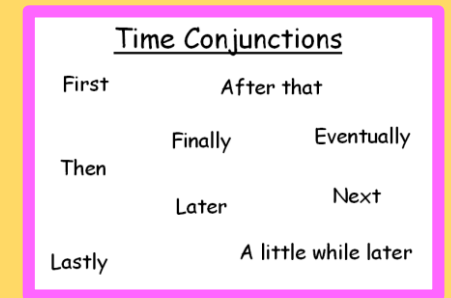 Time Conjunctions
First
After that
Finally
Eventually
Then
Later
Next
Lastly
A little while later